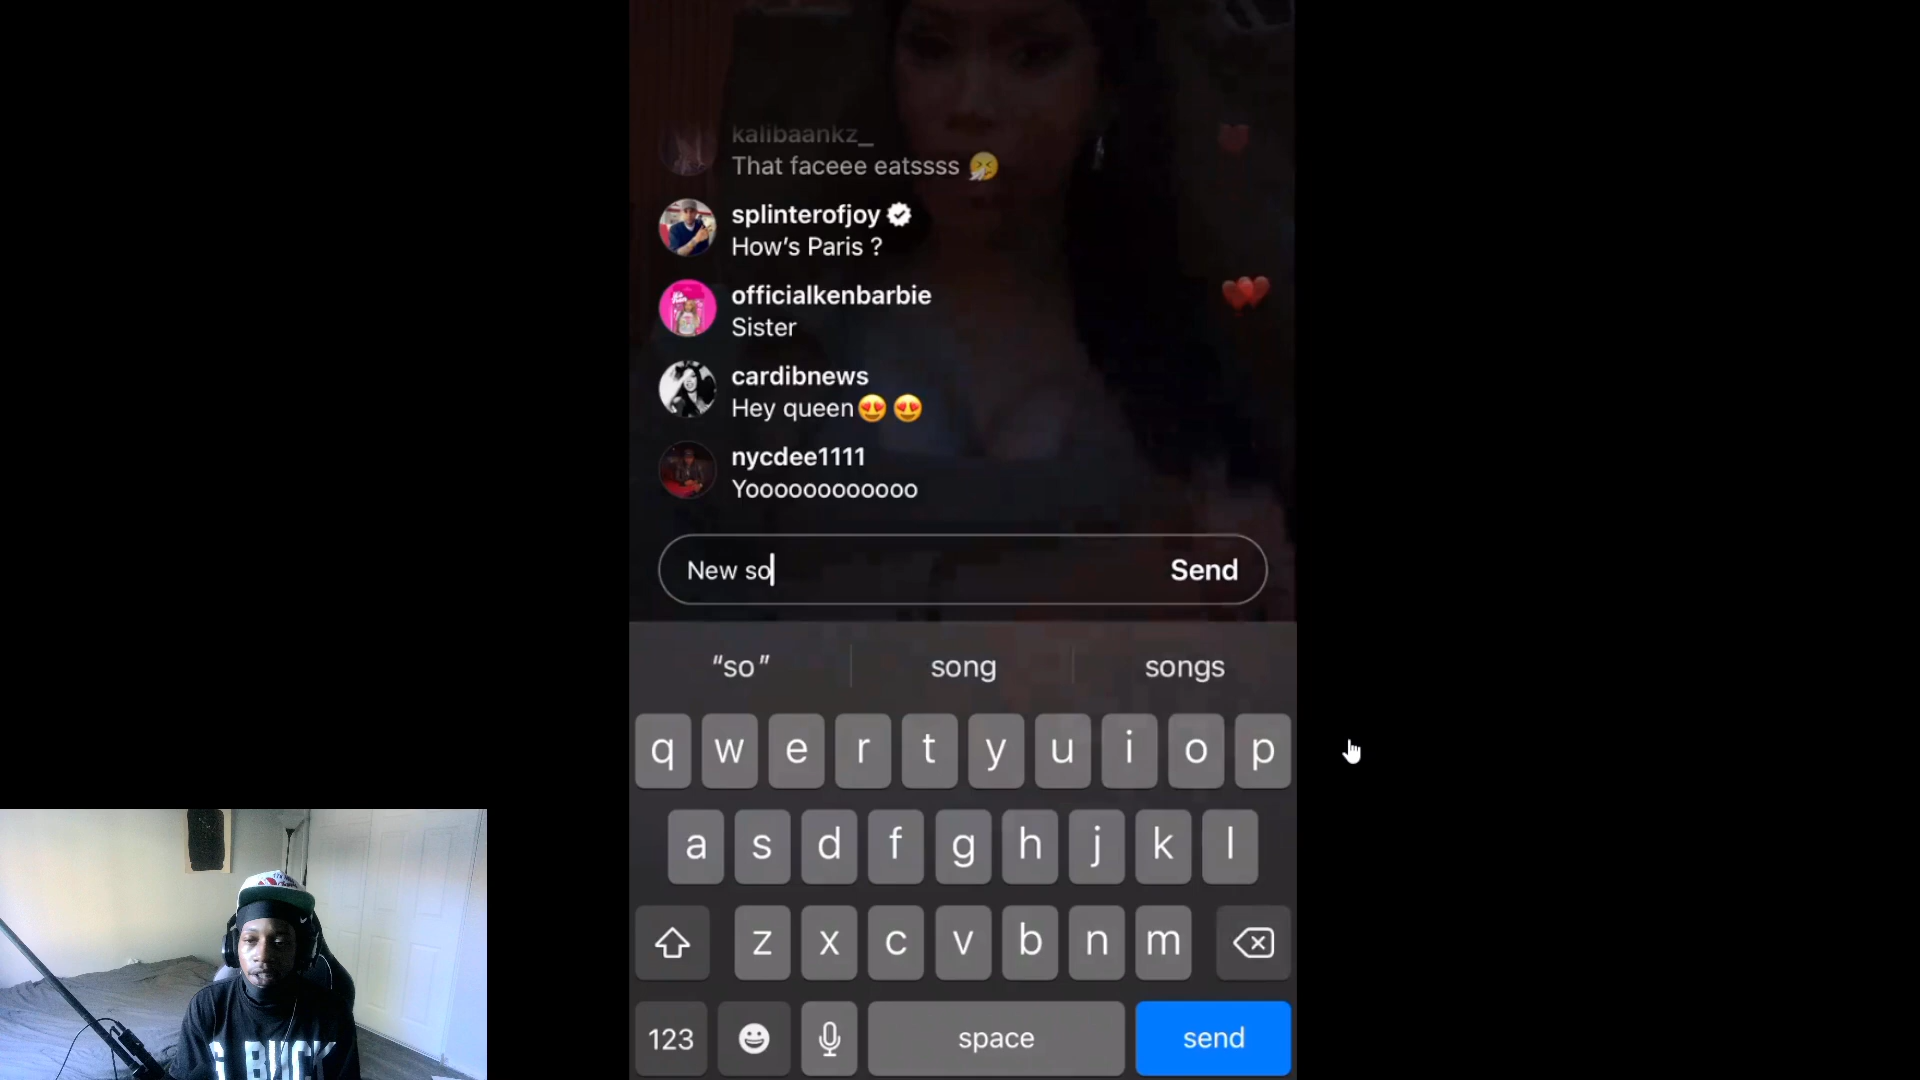 kalibaankz_
That faceee eatssss 🤧
splinterofjoy
How's Paris ?
officialkenbarbie
Sister
cardibnews
Hey queen😍 😍
nycdee1111
Yoooooooooooo
New so
Send
“so”
song
songs
q w e r t y u i o p
a s d f g h j k l
z x c v b n m
123
space
send